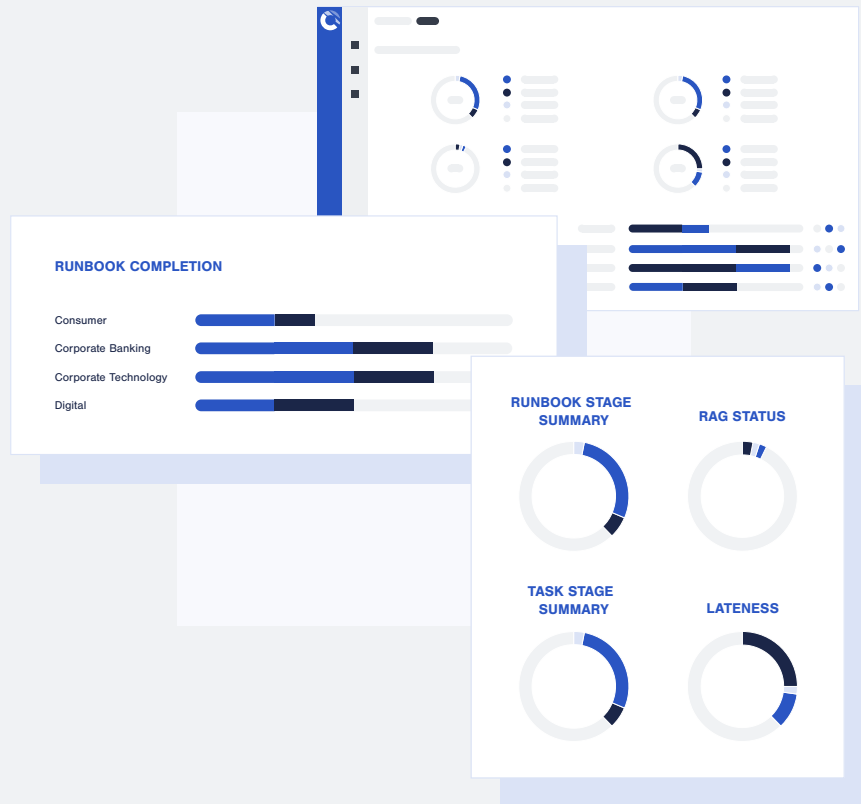 RUNBOOK COMPLETION
Consumer
Corporate Banking
Corporate Technology
Digital
RUNBOOK STAGE
SUMMARY
RAG STATUS
TASK STAGE
SUMMARY
LATENESS